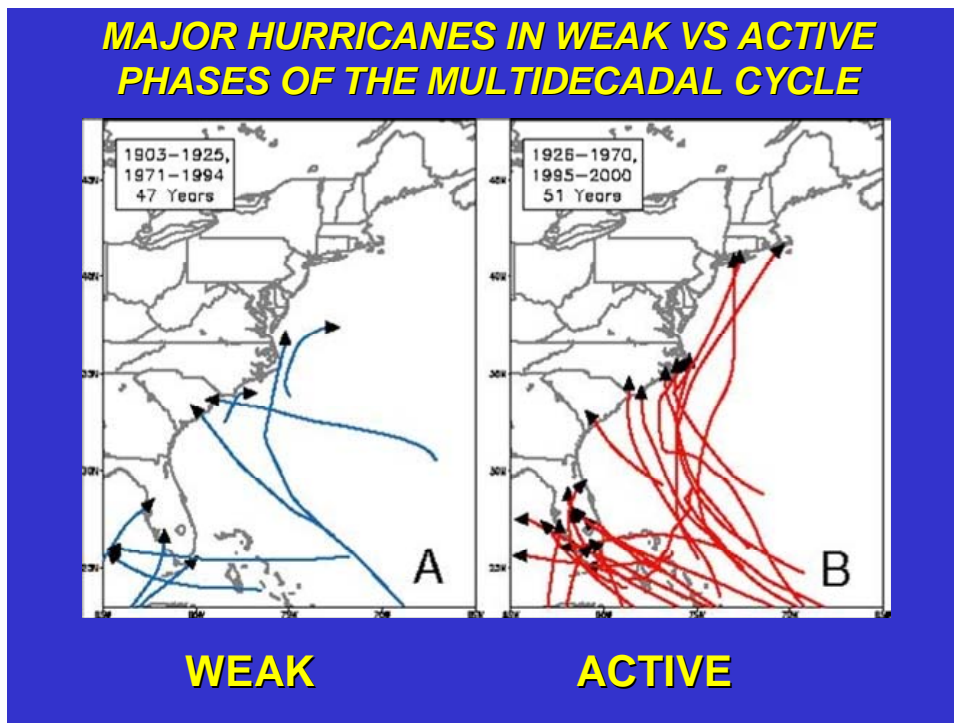 MAJOR HURRICANES IN WEAK VS ACTIVE
PHASES OF THE MULTIDECADAL CYCLE
1903–1925,
1971–1994
47 Years
1926–1970,
1995–2000
51 Years
A
B
WEAK
ACTIVE